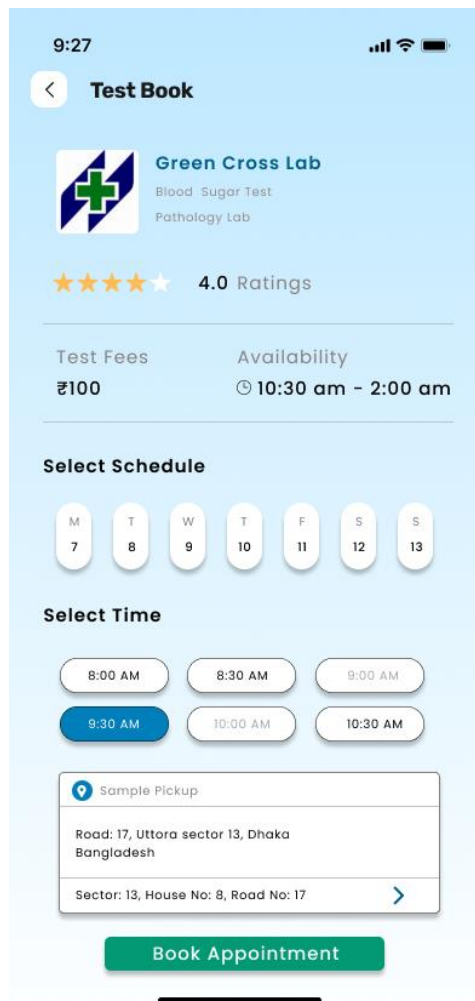 9:27
Test Book
Green Cross Lab
Blood Sugar Test
Pathology Lab
4.0 Ratings
Test Fees Availability
₹100 10:30 am - 2:00 am
Select Schedule
M T W T F S S
7 8 9 10 11 12 13
Select Time
8:00 AM 8:30 AM 9:00 AM
9:30 AM 10:00 AM 10:30 AM
Sample Pickup
Road: 17, Uttora sector 13, Dhaka
Bangladesh
Sector: 13, House No: 8, Road No: 17
Book Appointment